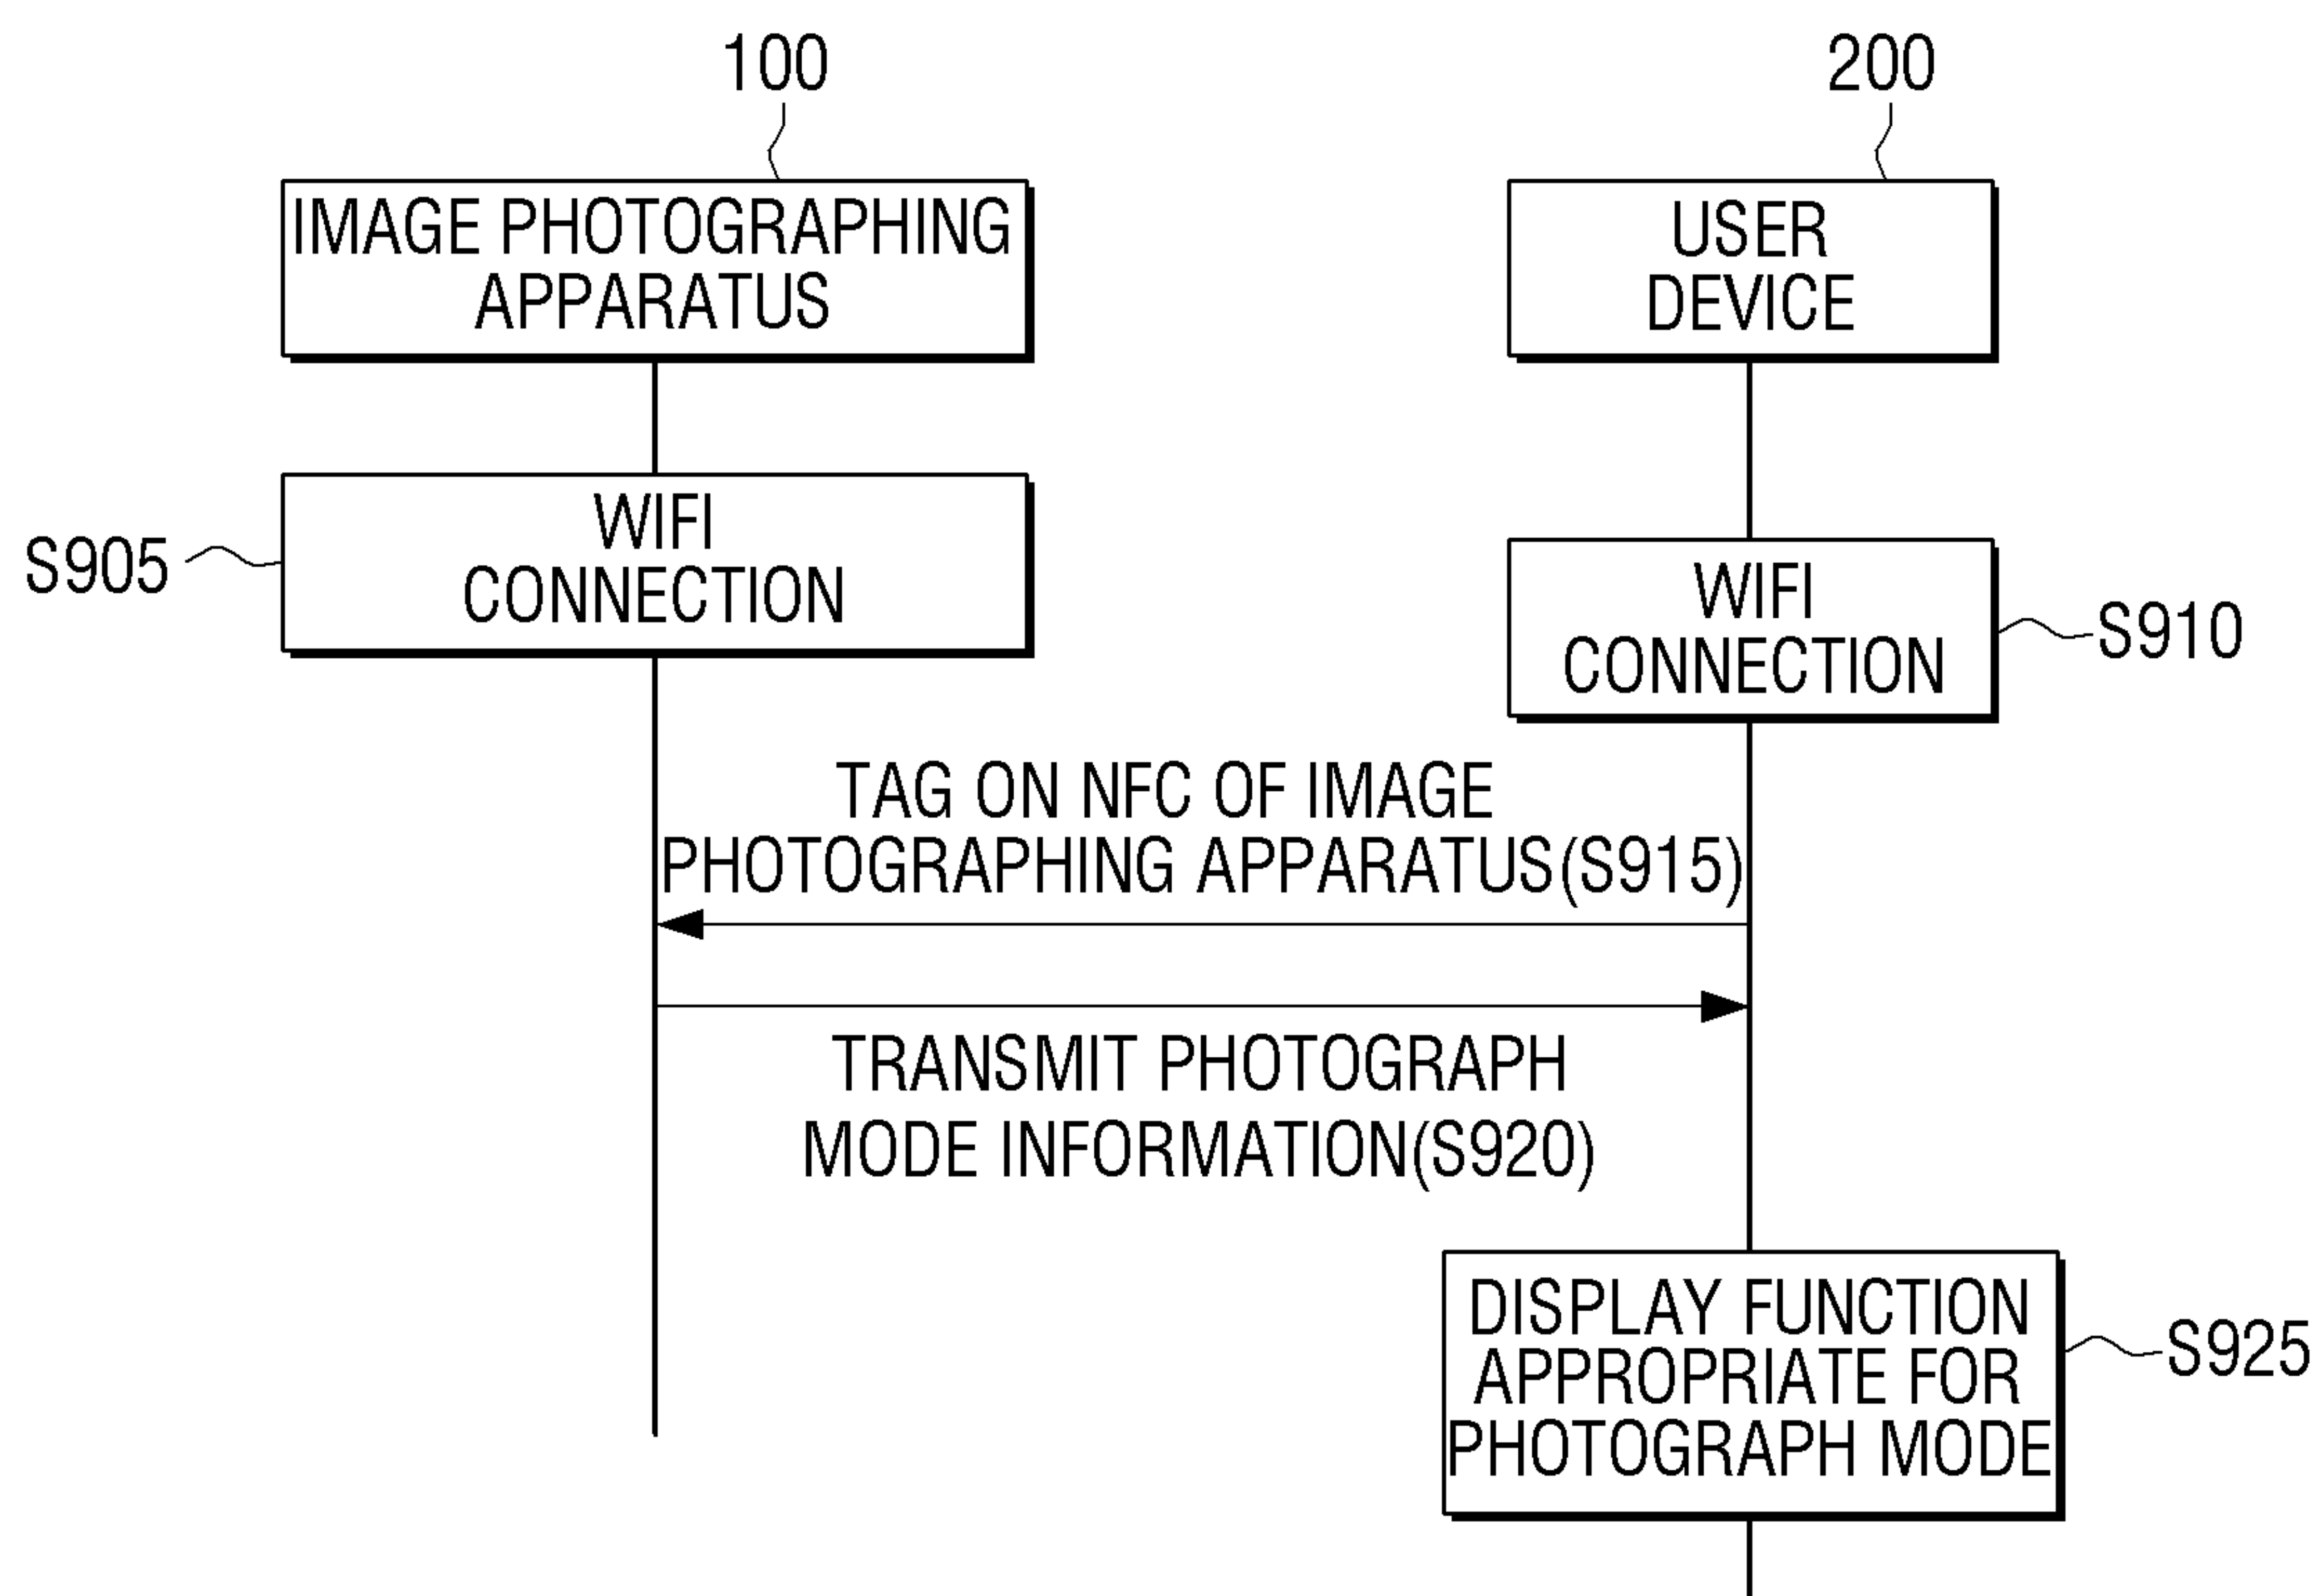 100
200
IMAGE PHOTOGRAPHING
APPARATUS
USER
DEVICE
WIFI
CONNECTION
S905
WIFI
CONNECTION
S910
TAG ON NFC OF IMAGE
PHOTOGRAPHING APPARATUS(S915)
TRANSMIT PHOTOGRAPH
MODE INFORMATION(S920)
DISPLAY FUNCTION
APPROPRIATE FOR
PHOTOGRAPH MODE
S925